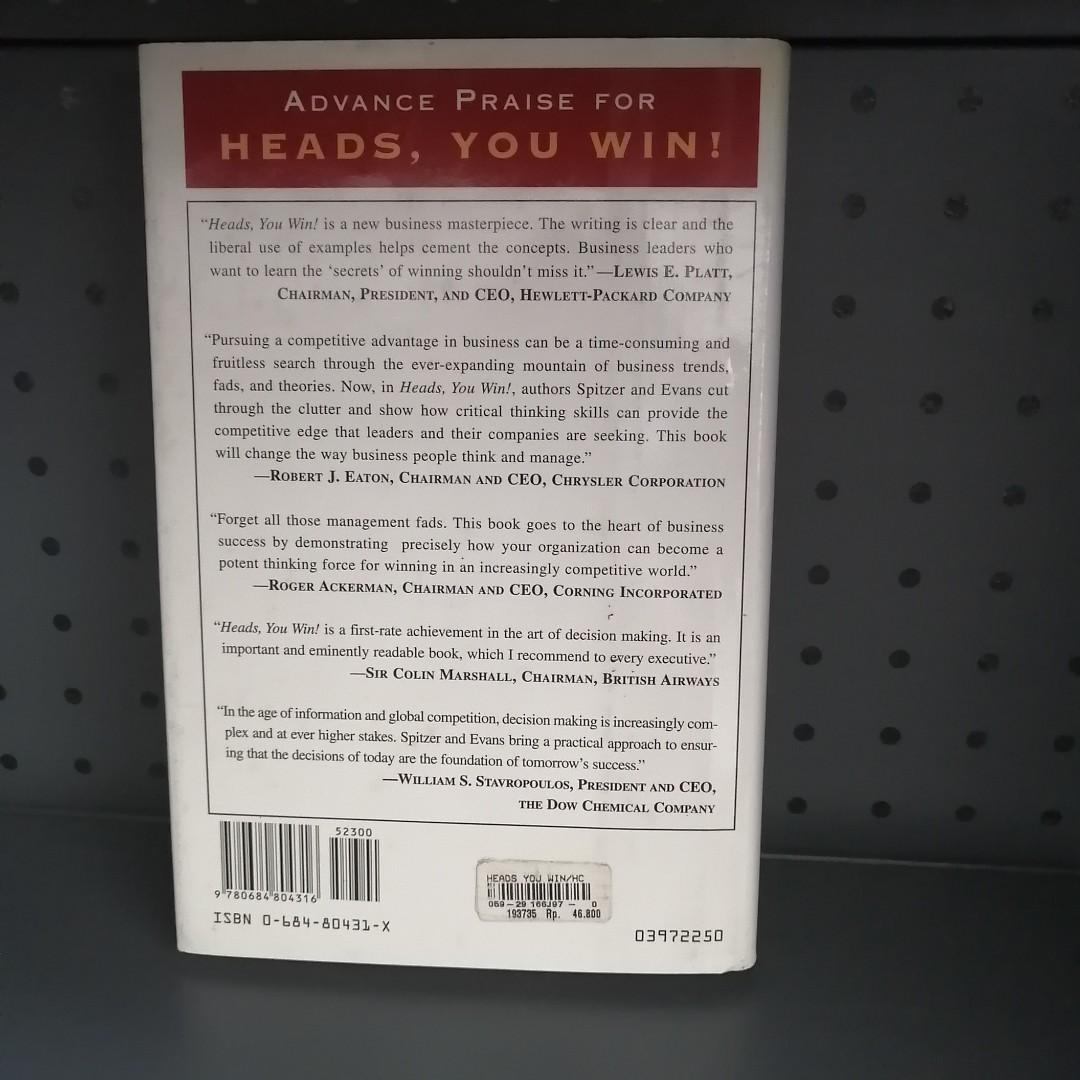 ADVANCE PRAISE FOR
HEADS, YOU WIN!
“Heads, You Win! is a new business masterpiece. The writing is clear and the
liberal use of examples helps cement the concepts. Business leaders who
want to learn the ‘secrets’ of winning shouldn’t miss it.”—LEWIS E. PLATT,
CHAIRMAN, PRESIDENT, AND CEO, HEWLETT-PACKARD COMPANY
“Pursuing a competitive advantage in business can be a time-consuming and
fruitless search through the ever-expanding mountain of business trends,
fads, and theories. Now, in Heads, You Win!, authors Spitzer and Evans cut
through the clutter and show how critical thinking skills can provide the
competitive edge that leaders and their companies are seeking. This book
will change the way business people think and manage.”
—ROBERT J. EATON, CHAIRMAN AND CEO, CHRYSLER CORPORATION
“Forget all those management fads. This book goes to the heart of business
success by demonstrating precisely how your organization can become a
potent thinking force for winning in an increasingly competitive world.”
—ROGER ACKERMAN, CHAIRMAN AND CEO, CORNING INCORPORATED
“Heads, You Win! is a first-rate achievement in the art of decision making. It is an
important and eminently readable book, which I recommend to every executive.”
—SIR COLIN MARSHALL, CHAIRMAN, BRITISH AIRWAYS
“In the age of information and global competition, decision making is increasingly com-
plex and at ever higher stakes. Spitzer and Evans bring a practical approach to ensur-
ing that the decisions of today are the foundation of tomorrow’s success.”
—WILLIAM S. STAVROPOULOS, PRESIDENT AND CEO,
THE DOW CHEMICAL COMPANY
52300
9 780684 804316
ISBN 0-684-80431-X
HEADS YOU WIN/HC
069-29 - 0
193735 Rp. 46.800
03972250